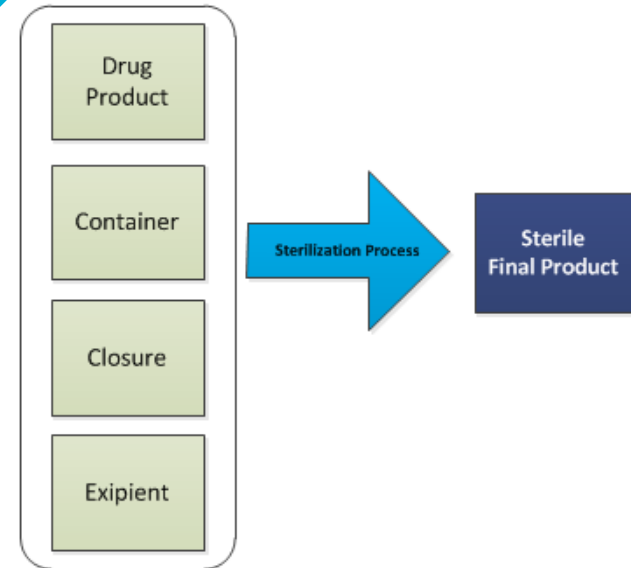 Drug
Product
Container
Closure
Exipient
Sterilization Process
Sterile
Final Product